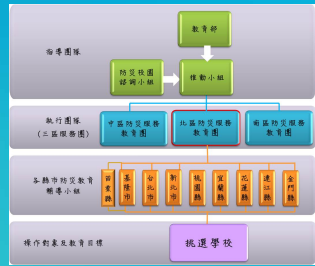 教育部
指導團隊
防災校園
諮詢小組
推動小組
執行團隊
(三區服務團)
中區防災服務
教育團
北區防災服務
教育團
南區防災服務
教育團
各縣市防災教育
輔導小組
苗栗縣
基隆市
台北市
新北市
桃園縣
宜蘭縣
花蓮縣
連江縣
金門縣
操作對象及教育目標
挑選學校